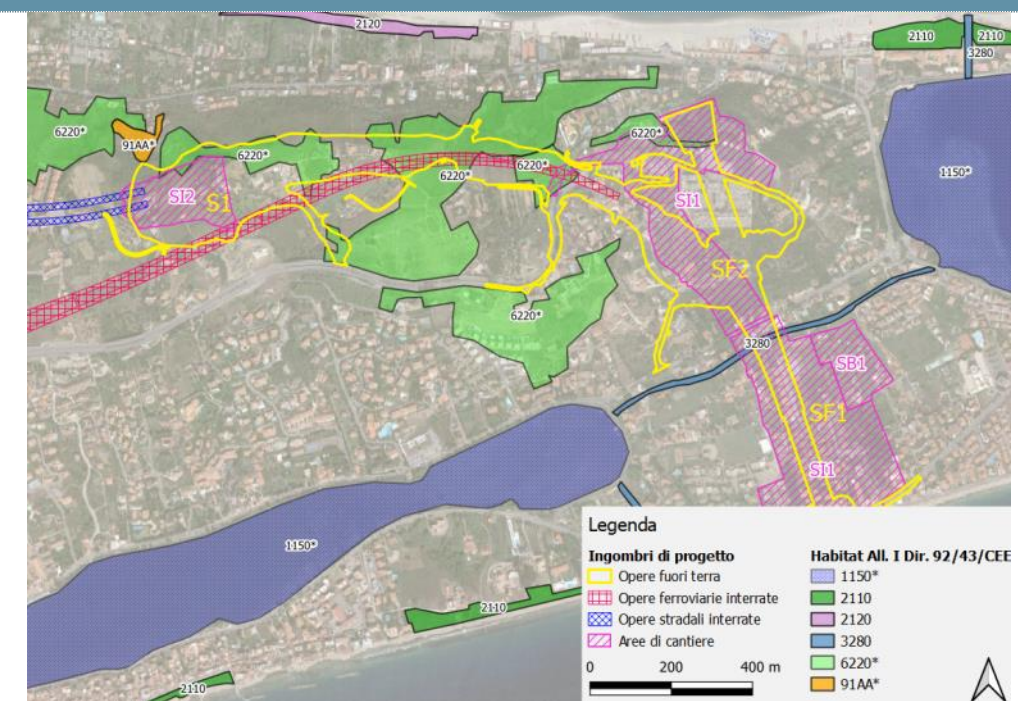 2120
2110
2110
3280
6220*
91AA*
6220*
6220*
6220*
6220*
1150*
SI2
S1
SI1
SF2
6220*
3280
SB1
SF1
SI1
1150*
2110
2110
Legenda
Ingombri di progetto
Opere fuori terra
Opere ferroviarie interrate
Opere stradali interrate
Aree di cantiere
0 200 400 m
Habitat All. I Dir. 92/43/CEE
1150*
2110
2120
3280
6220*
91AA*